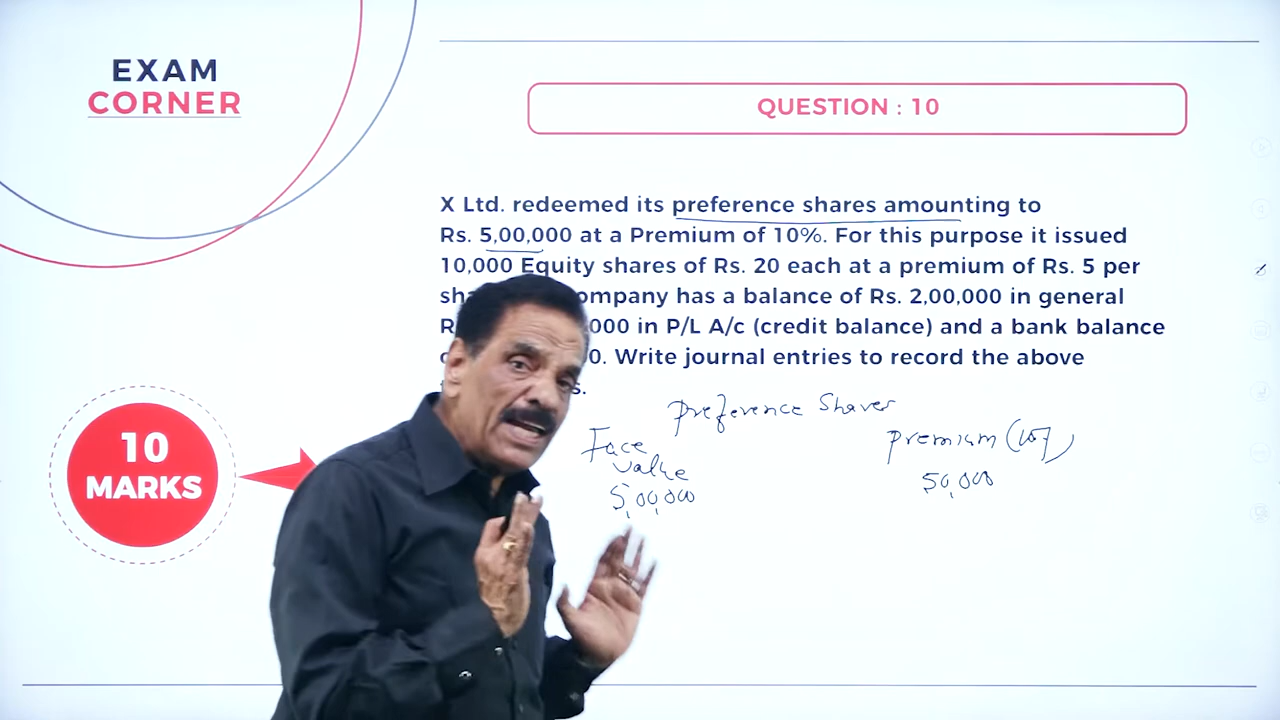 EXAM
CORNER
QUESTION : 10
X Ltd. redeemed its preference shares amounting to
Rs. 5,00,000 at a Premium of 10%. For this purpose it issued
10,000 Equity shares of Rs. 20 each at a premium of Rs. 5 per
company has a balance of Rs. 2,00,000 in general
000 in P/L A/c (credit balance) and a bank balance
0. Write journal entries to record the above
10
MARKS
preference Shares
Face
value
5,00,000
premium (10%)
50,000